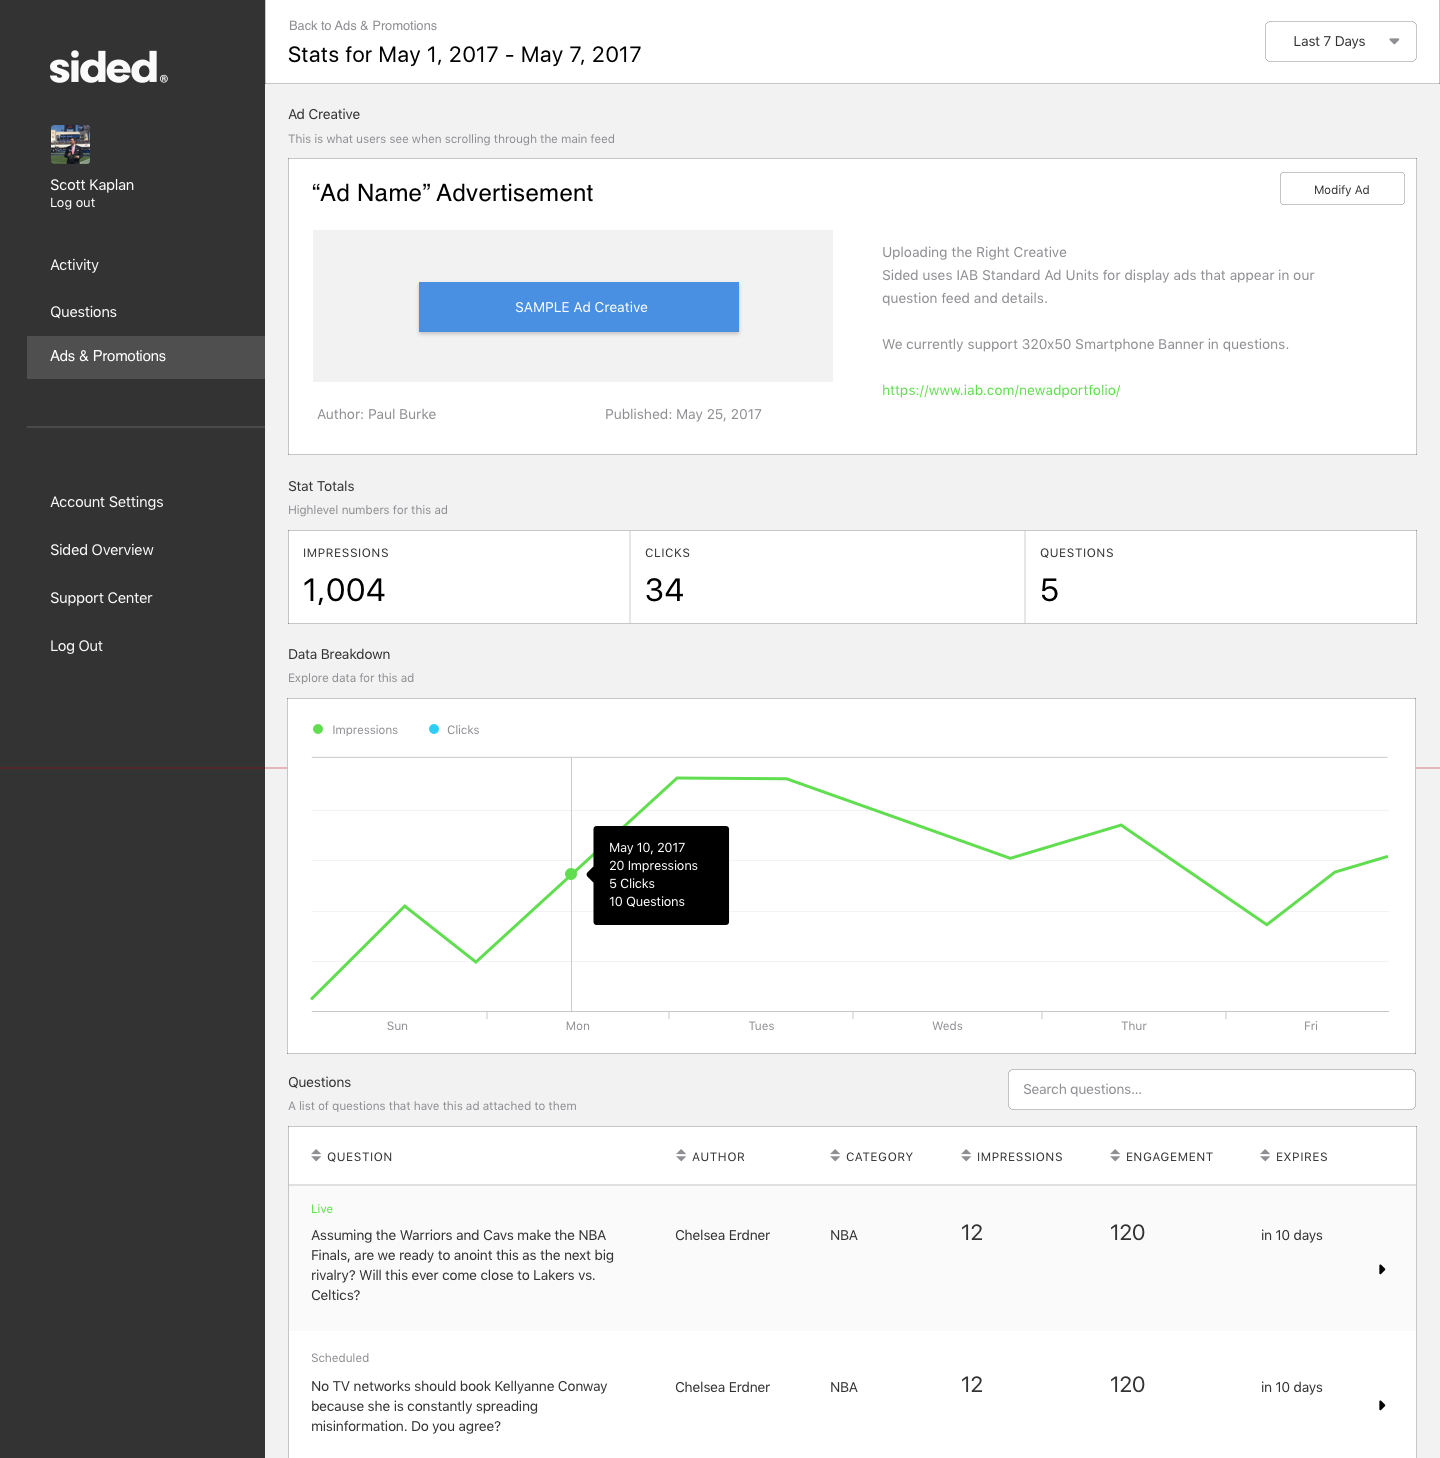 sided®
Scott Kaplan
Log out
Activity
Questions
Ads & Promotions
Account Settings
Sided Overview
Support Center
Log Out
Back to Ads & Promotions
Stats for May 1, 2017 - May 7, 2017
Last 7 Days
Ad Creative
This is what users see when scrolling through the main feed
“Ad Name” Advertisement
Modify Ad
SAMPLE Ad Creative
Author: Paul Burke
Published: May 25, 2017
Uploading the Right Creative
Sided uses IAB Standard Ad Units for display ads that appear in our
question feed and details.
We currently support 320x50 Smartphone Banner in questions.
https://www.iab.com/newadportfolio/
Stat Totals
Highlevel numbers for this ad
IMPRESSIONS
1,004
CLICKS
34
QUESTIONS
5
Data Breakdown
Explore data for this ad
Impressions
Clicks
May 10, 2017
20 Impressions
5 Clicks
10 Questions
Sun
Mon
Tues
Weds
Thur
Fri
Questions
A list of questions that have this ad attached to them
Search questions...
QUESTION
AUTHOR
CATEGORY
IMPRESSIONS
ENGAGEMENT
EXPIRES
Live
Assuming the Warriors and Cavs make the NBA
Finals, are we ready to anoint this as the next big
rivalry? Will this ever come close to Lakers vs.
Celtics?
Chelsea Erdner
NBA
12
120
in 10 days
Scheduled
No TV networks should book Kellyanne Conway
because she is constantly spreading
misinformation. Do you agree?
Chelsea Erdner
NBA
12
120
in 10 days